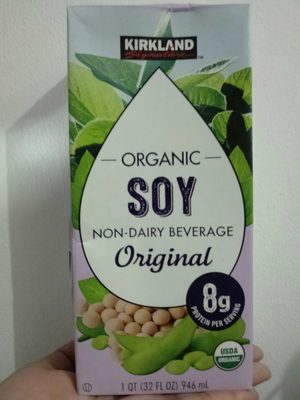 KIRKLAND
Signature™
ORGANIC
SOY
NON-DAIRY BEVERAGE
Original
8g
PROTEIN PER SERVING
USDA
ORGANIC
U
1 QT (32 FL OZ) 946 mL